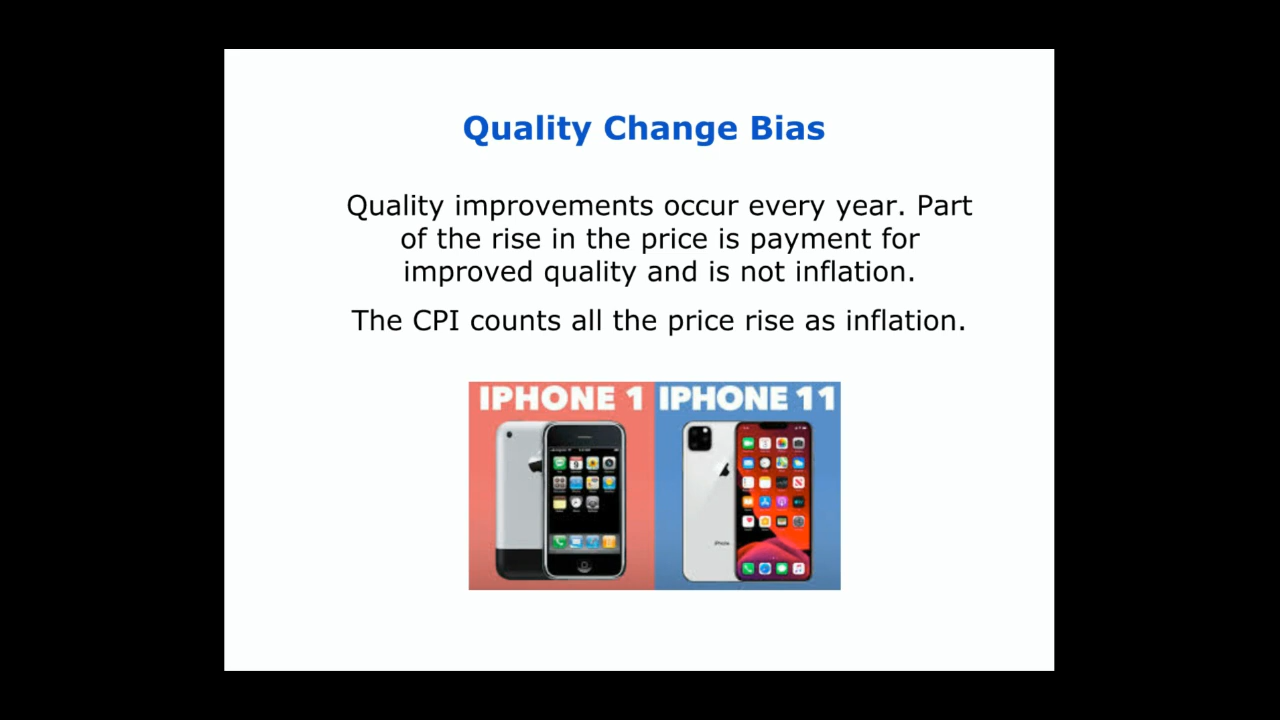 Quality Change Bias
Quality improvements occur every year. Part
of the rise in the price is payment for
improved quality and is not inflation.
The CPI counts all the price rise as inflation.
IPHONE 1 IPHONE 11
iPhone